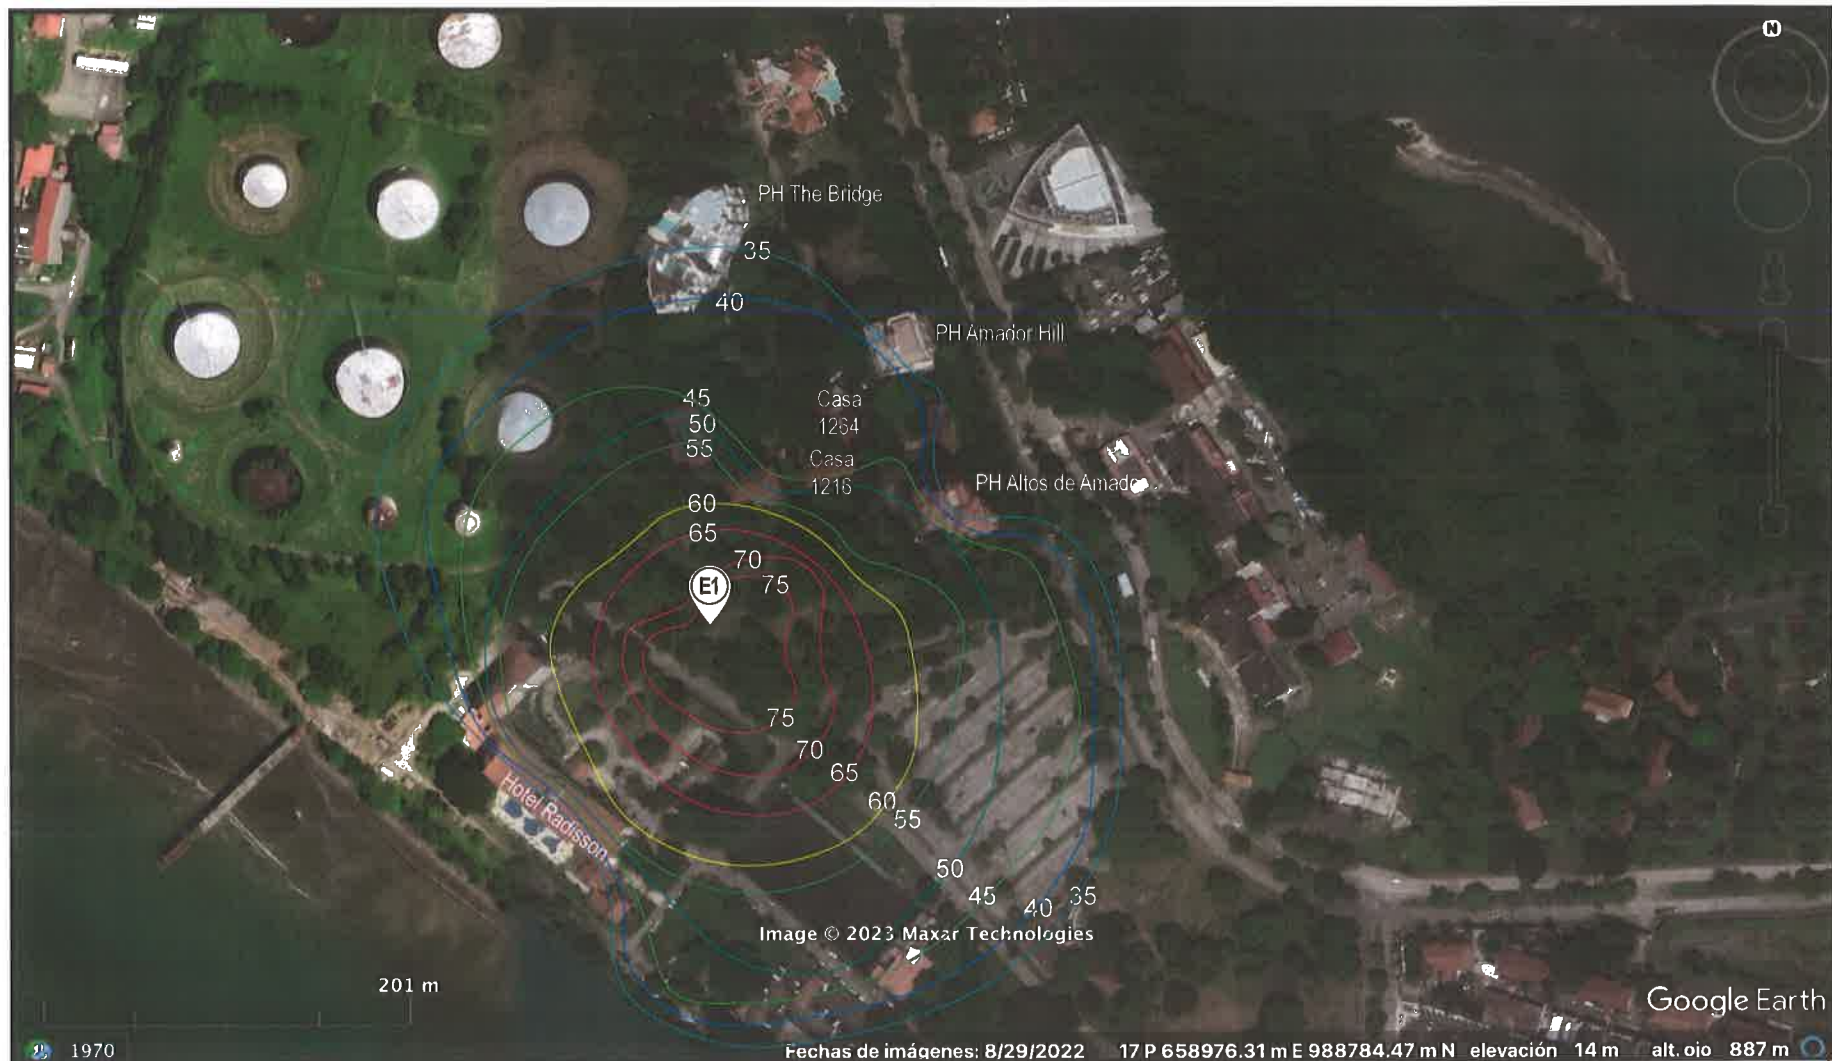 N
PH The Bridge
35
40
PH Amador Hill
45
50
55
Casa
1264
Casa
1216
PH Altos de Amador
60
65
70
75
E1
75
70
65
60
55
50
45
40
35
Hotel Radisson
Image © 2023 Maxar Technologies
201 m
Google Earth
1970
Fechas de imágenes: 8/29/2022 17 P 658976.31 m E 988784.47 m N elevación 14 m alt. ojo 887 m